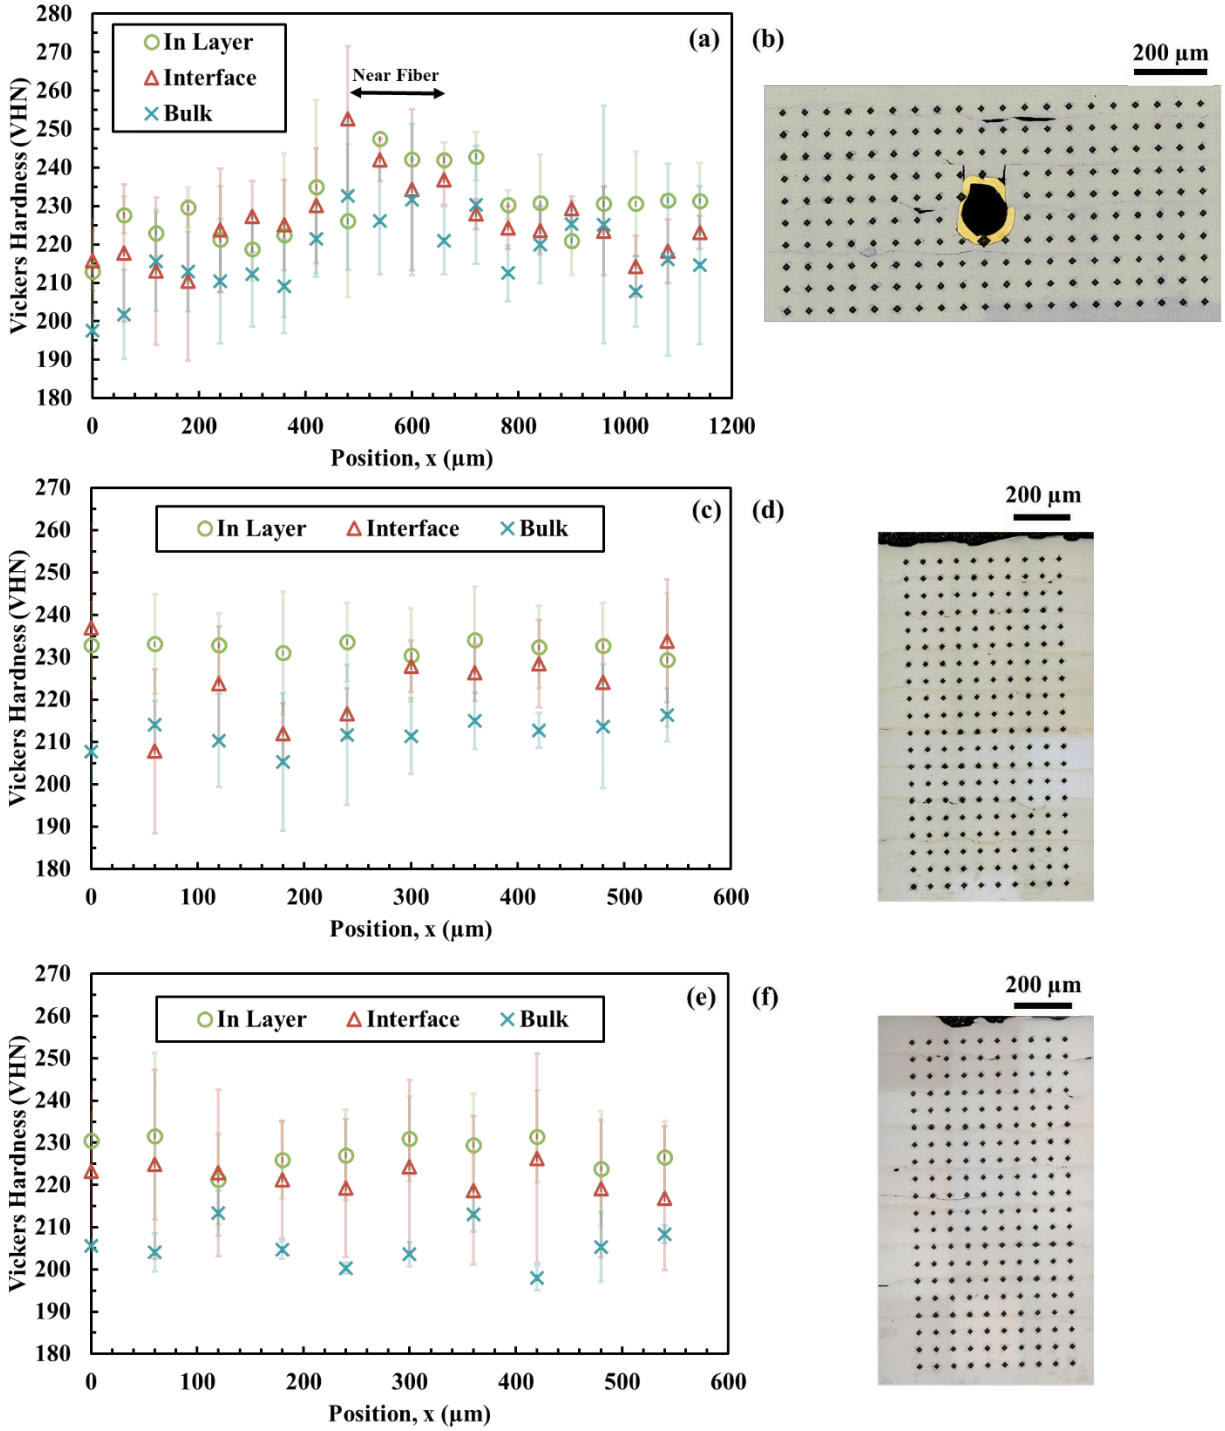 280
270
260
250
240
230
220
210
200
190
180
Vickers Hardness (VHN)
In Layer
Interface
Bulk
Near Fiber
(a)
0
200
400
600
800
1000
1200
Position, x (µm)
(b)
200 µm
270
260
250
240
230
220
210
200
190
180
Vickers Hardness (VHN)
In Layer Interface Bulk
(c)
0
100
200
300
400
500
600
Position, x (µm)
(d)
200 µm
270
260
250
240
230
220
210
200
190
180
Vickers Hardness (VHN)
In Layer Interface Bulk
(e)
0
100
200
300
400
500
600
Position, x (µm)
(f)
200 µm